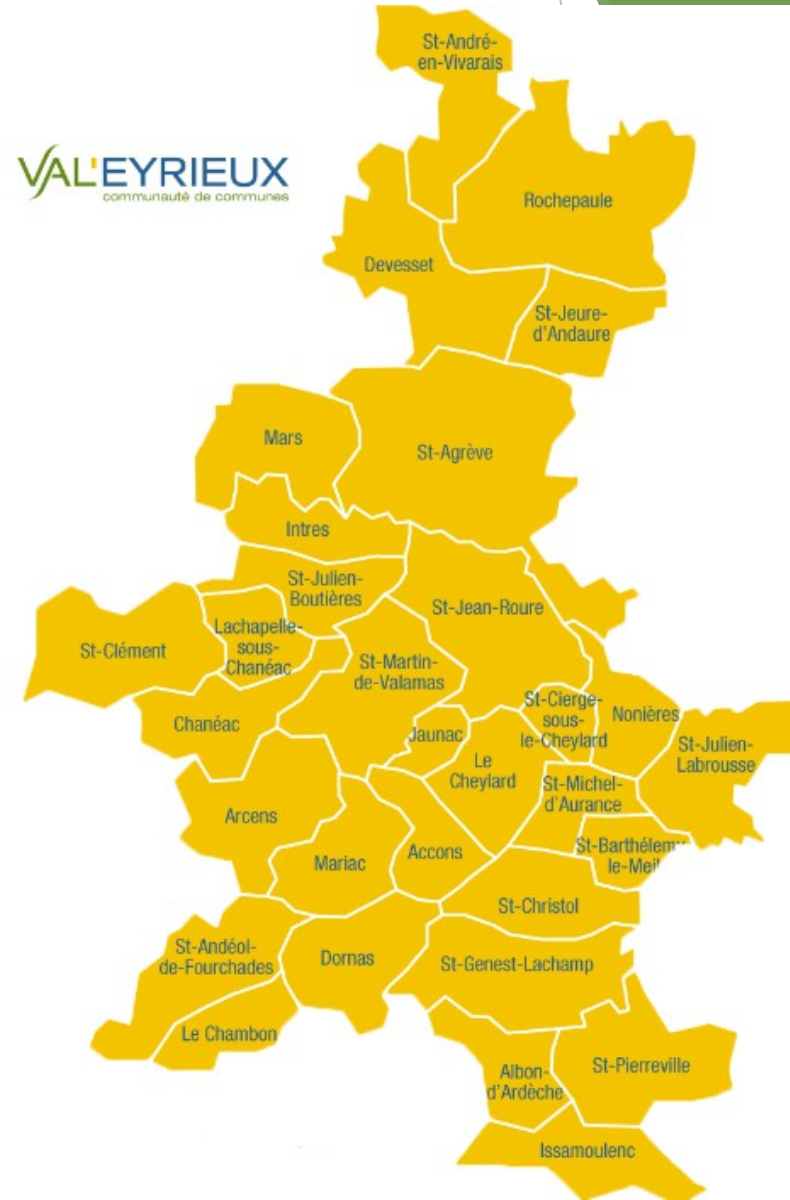 St-André-
en-Vivarais
VAL'EYRIEUX
communauté de communes
Rochepaule
Devesset
St-Jeure-
d'Andaure
Mars
St-Agrève
Intres
St-Julien-
Boutières
St-Jean-Roure
Lachapelle-
sous-
Chanéac
St-Clément
St-Martin-
de-Valamas
Chanéac
Jaunac
St-Cierge-
sous-
le-Cheylard
Nonières
St-Julien-
Labrousse
Le
Cheylard
St-Michel-
d'Aurance
Arcens
Mariac
Accons
St-Barthélemy
le-Meil
St-Christol
St-Andéol-
de-Fourchades
Dornas
St-Genest-Lachamp
Le Chambon
Albon-
d'Ardèche
St-Pierreville
Issamoulenc